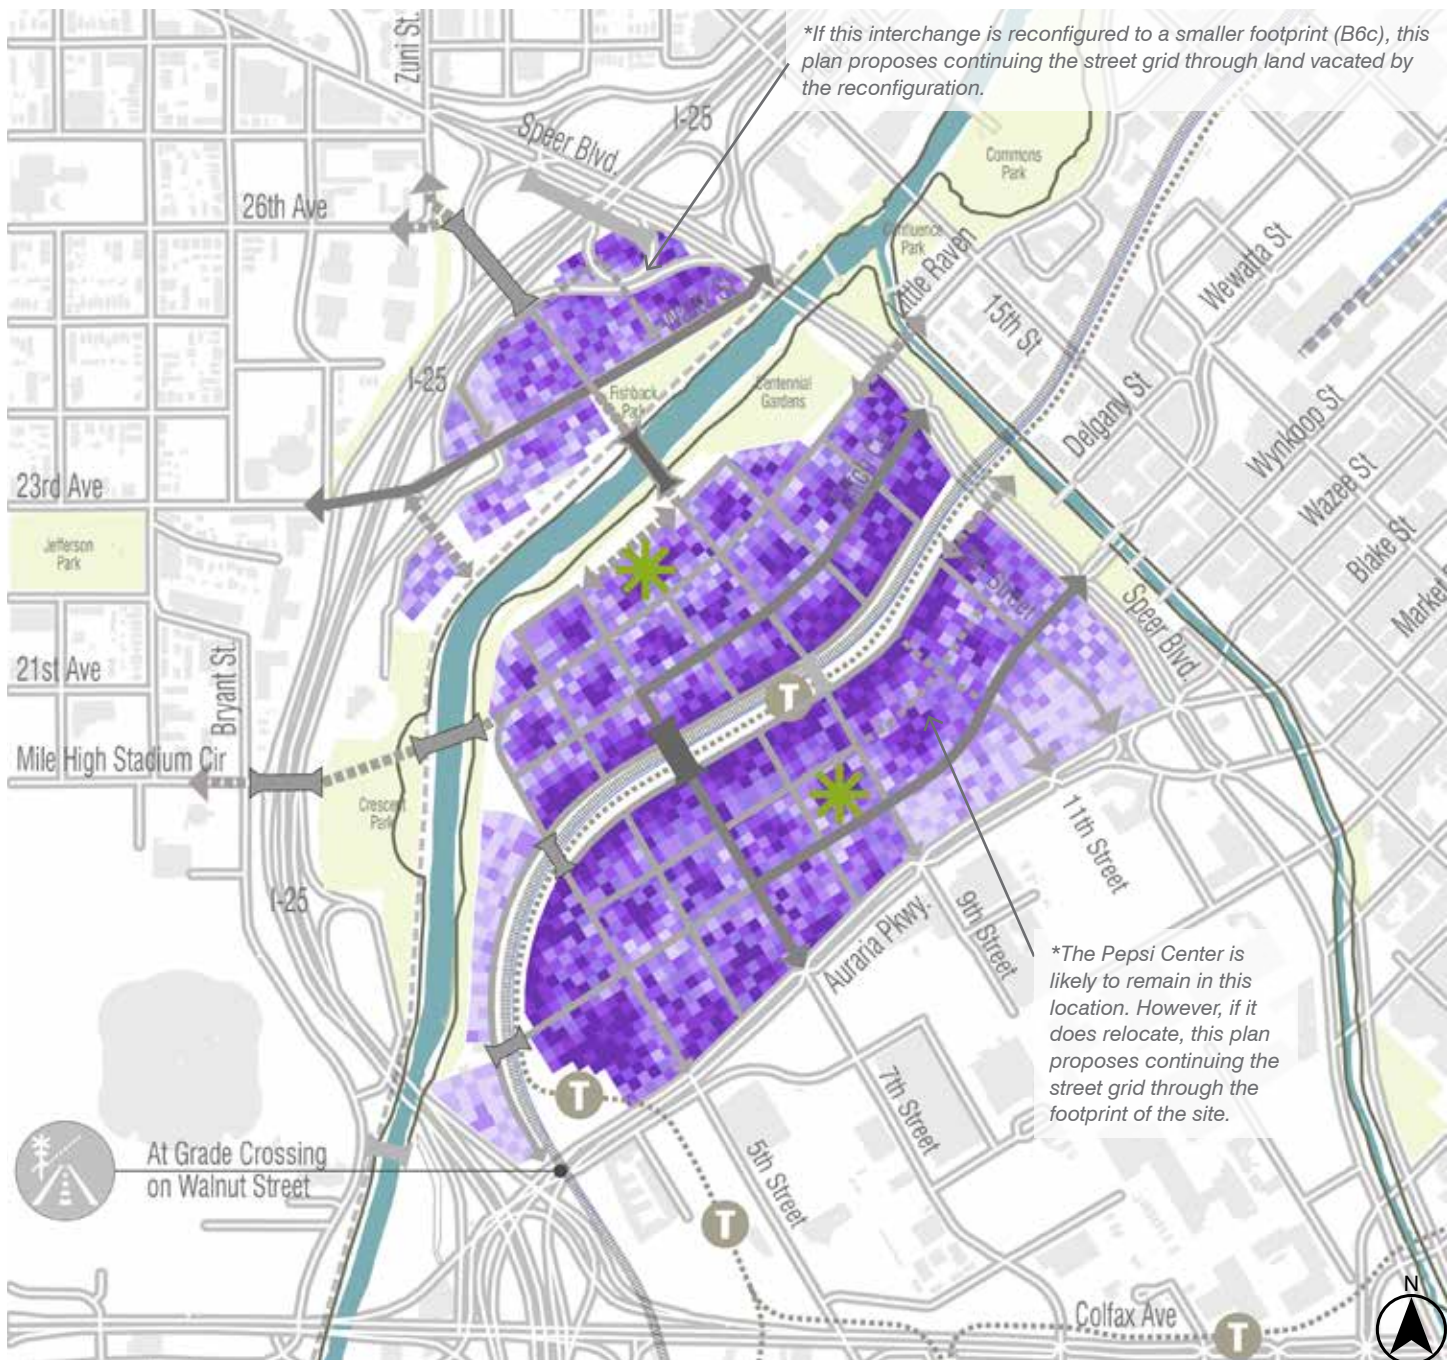 *If this interchange is reconfigured to a smaller footprint (B6c), this
plan proposes continuing the street grid through land vacated by
the reconfiguration.
Zuni St.
I-25
Speer Blvd.
Commons
Park
26th Ave
Park
Little Raven
Wewatta St
15th St
I-25
Fishback
Park
Centennial
Gardens
Delgany St
Wynkoop St
23rd Ave
Wazee St
Jefferson
Park
Blake St
Market
Street
Speer Blvd.
21st Ave
Bryant St.
T
Mile High Stadium Cir
Crescent
Park
11th Street
I-25
9th Street
Auraria Pkwy.
*The Pepsi Center is
likely to remain in this
location. However, if it
does relocate, this plan
proposes continuing the
street grid through the
footprint of the site.
7th Street
T
At Grade Crossing
on Walnut Street
5th Street
T
N
Colfax Ave
T